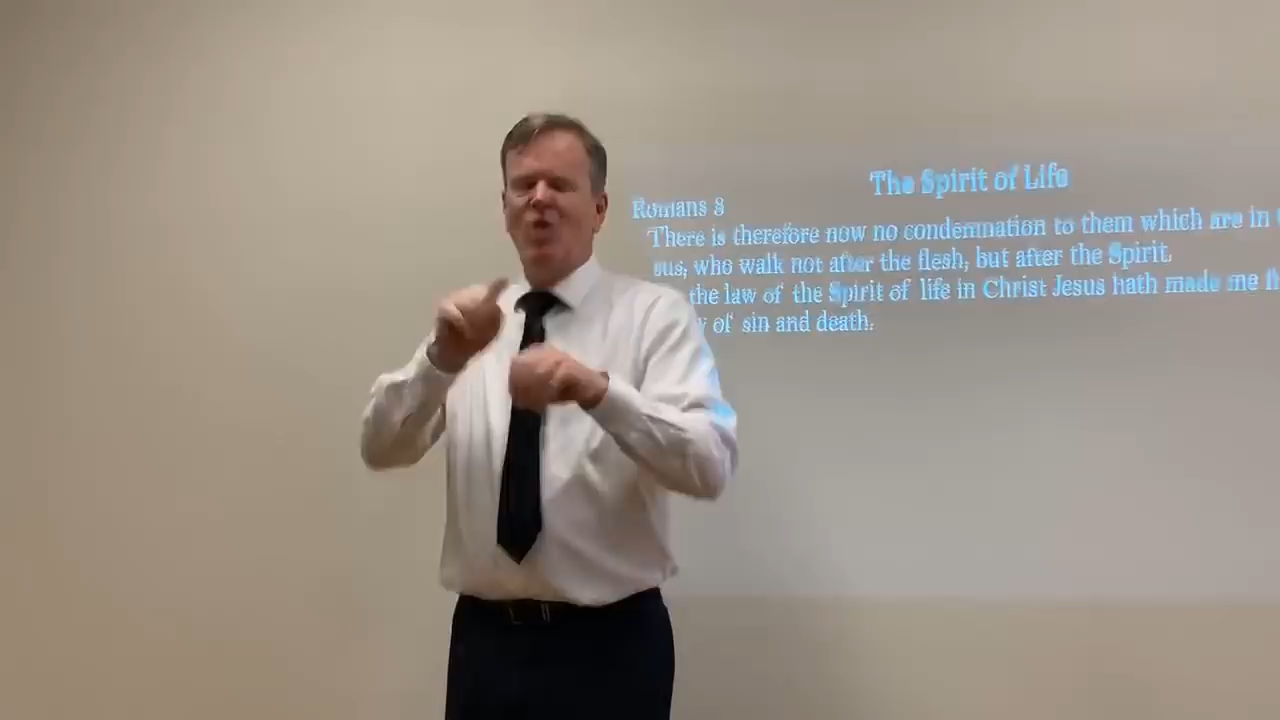 The Spirit of Life
Romans 8
There is therefore now no condemnation to them which are in
sus, who walk not after the flesh, but after the Spirit.
the law of the Spirit of life in Christ Jesus hath made me
of sin and death.